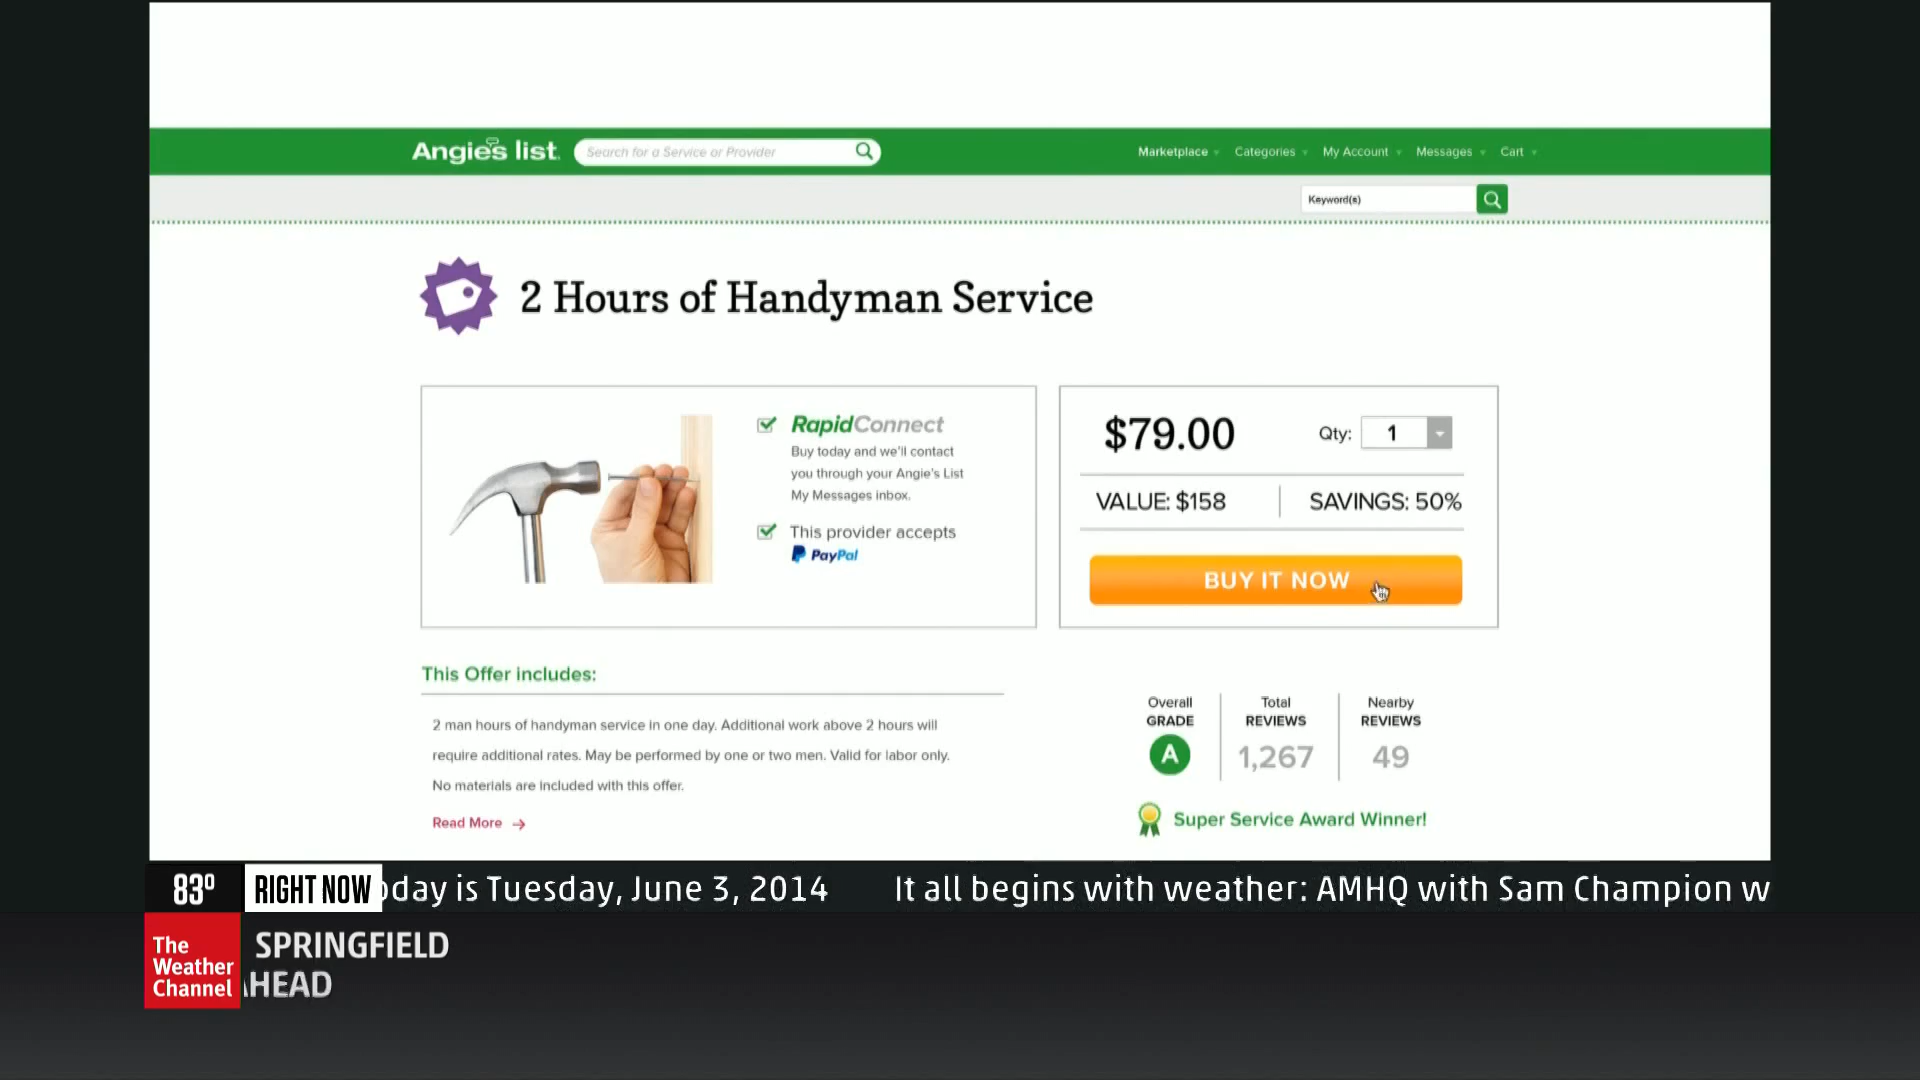 Angie's list.
Search for a Service or Provider
Marketplace
Categories
My Account
Messages
Cart
Keyword(s)
2 Hours of Handyman Service
RapidConnect
Buy today and we'll contact
you through your Angie's List
My Messages inbox.
This provider accepts
PayPal
$79.00
Qty: 1
VALUE: $158
SAVINGS: 50%
BUY IT NOW
This Offer includes:
2 man hours of handyman service in one day. Additional work above 2 hours will
require additional rates. May be performed by one or two men. Valid for labor only.
No materials are included with this offer.
Read More
Overall
GRADE
A
Total
REVIEWS
1,267
Nearby
REVIEWS
49
Super Service Award Winner!
83°
RIGHT NOW
oday is Tuesday, June 3, 2014
It all begins with weather: AMHQ with Sam Champion w
The
Weather
Channel
SPRINGFIELD
AHEAD